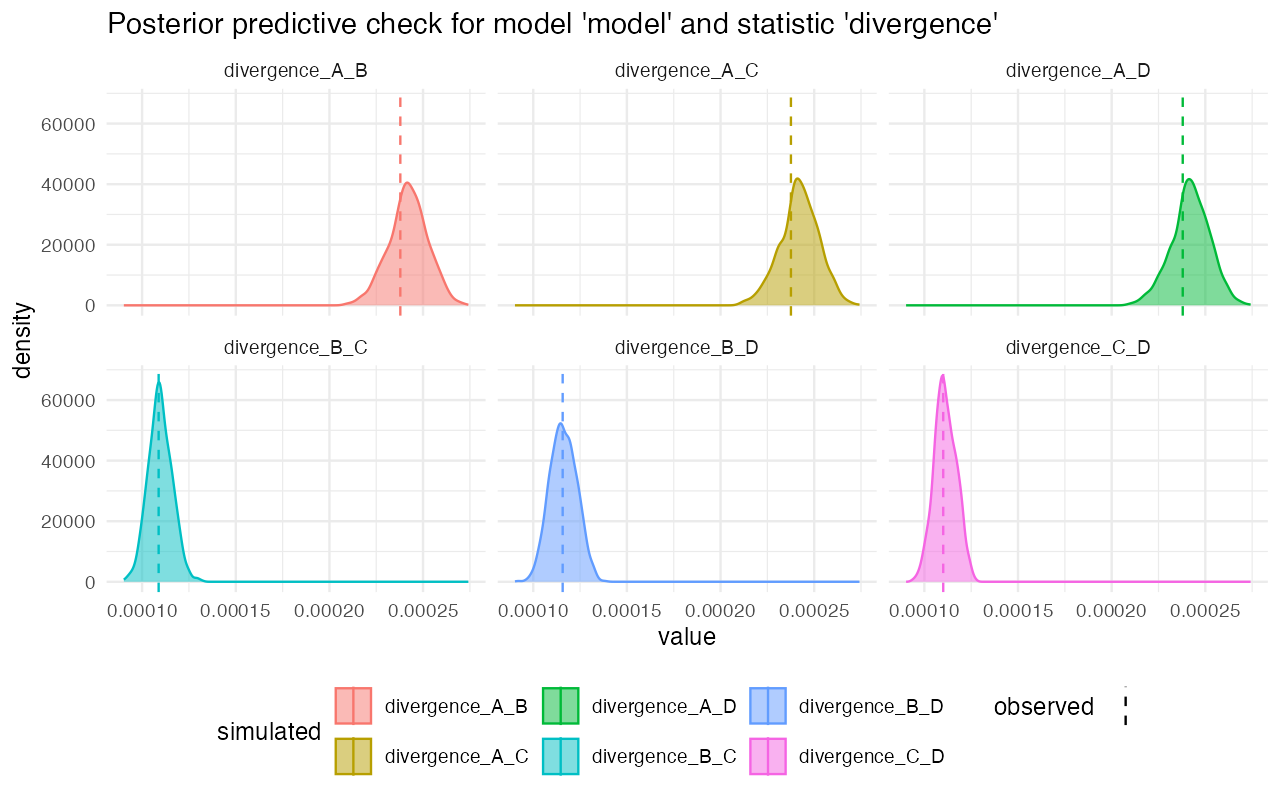 Posterior predictive check for model 'model' and statistic 'divergence'
divergence_A_B
divergence_A_C
divergence_A_D
60000
40000
20000
0
density
divergence_B_C
divergence_B_D
divergence_C_D
60000
40000
20000
0
0.00010 0.00015 0.00020 0.00025
0.00010 0.00015 0.00020 0.00025
0.00010 0.00015 0.00020 0.00025
value
simulated
divergence_A_B
divergence_A_D
divergence_B_D
divergence_A_C
divergence_B_C
divergence_C_D
observed